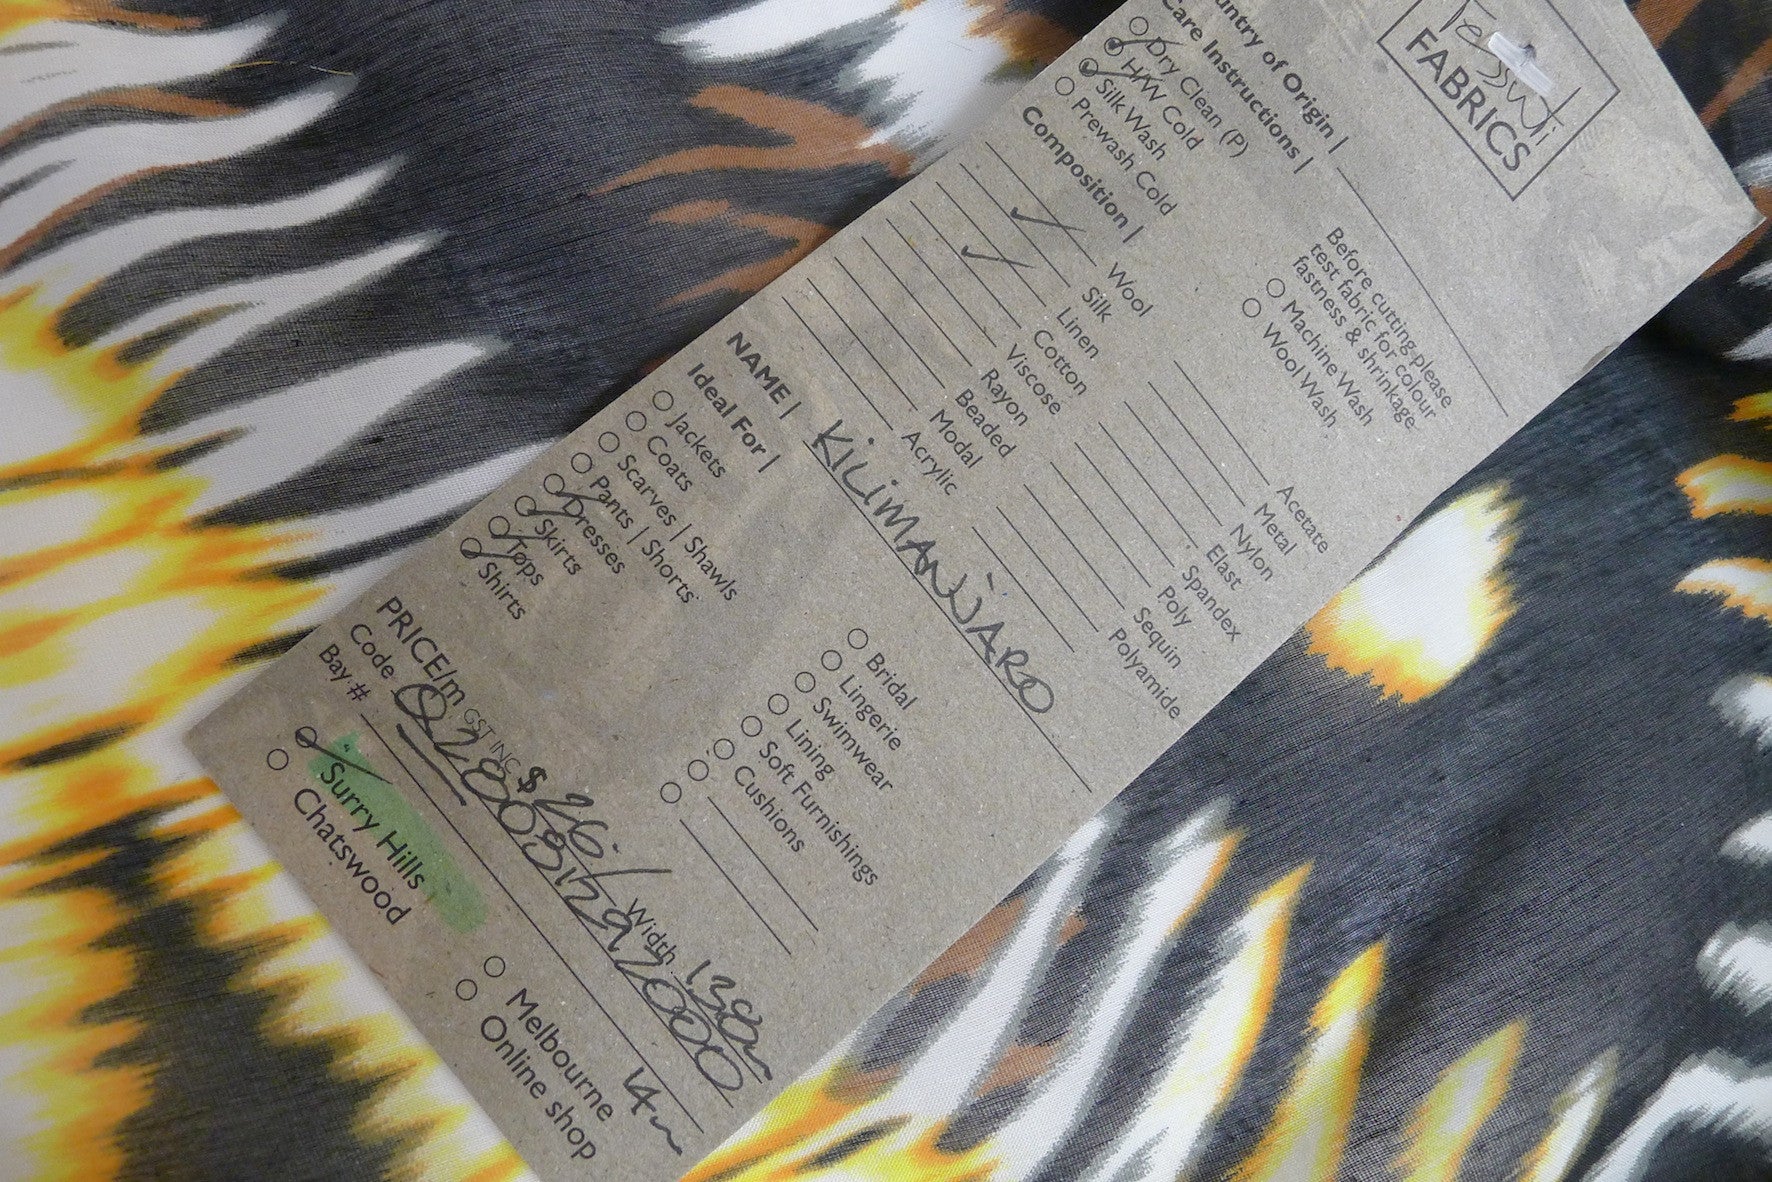 Tessuti
FABRICS
untry of Origin |
Care Instructions |
Dry Clean (P)
H/W Cold
Silk Wash
Prewash Cold
Before cutting please
test fabric for colour
fastness & shrinkage
Machine Wash
Wool Wash
Composition |
Wool
Silk
Linen
Cotton
Viscose
Rayon
Beaded
Modal
Acrylic
Acetate
Metal
Nylon
Elast
Spandex
Poly
Sequin
Polyamide
NAME | KILIMANJARO
Ideal For |
Jackets
Coats
Scarves | Shawls
Pants | Shorts
Dresses
Skirts
Tops
Shirts
Bridal
Lingerie
Swimwear
Lining
Soft Furnishings
Cushions
PRICE/m GST INC $ 26.- Width 138
Code
Bay # 14m
Surry Hills
Chatswood
Melbourne
Online shop